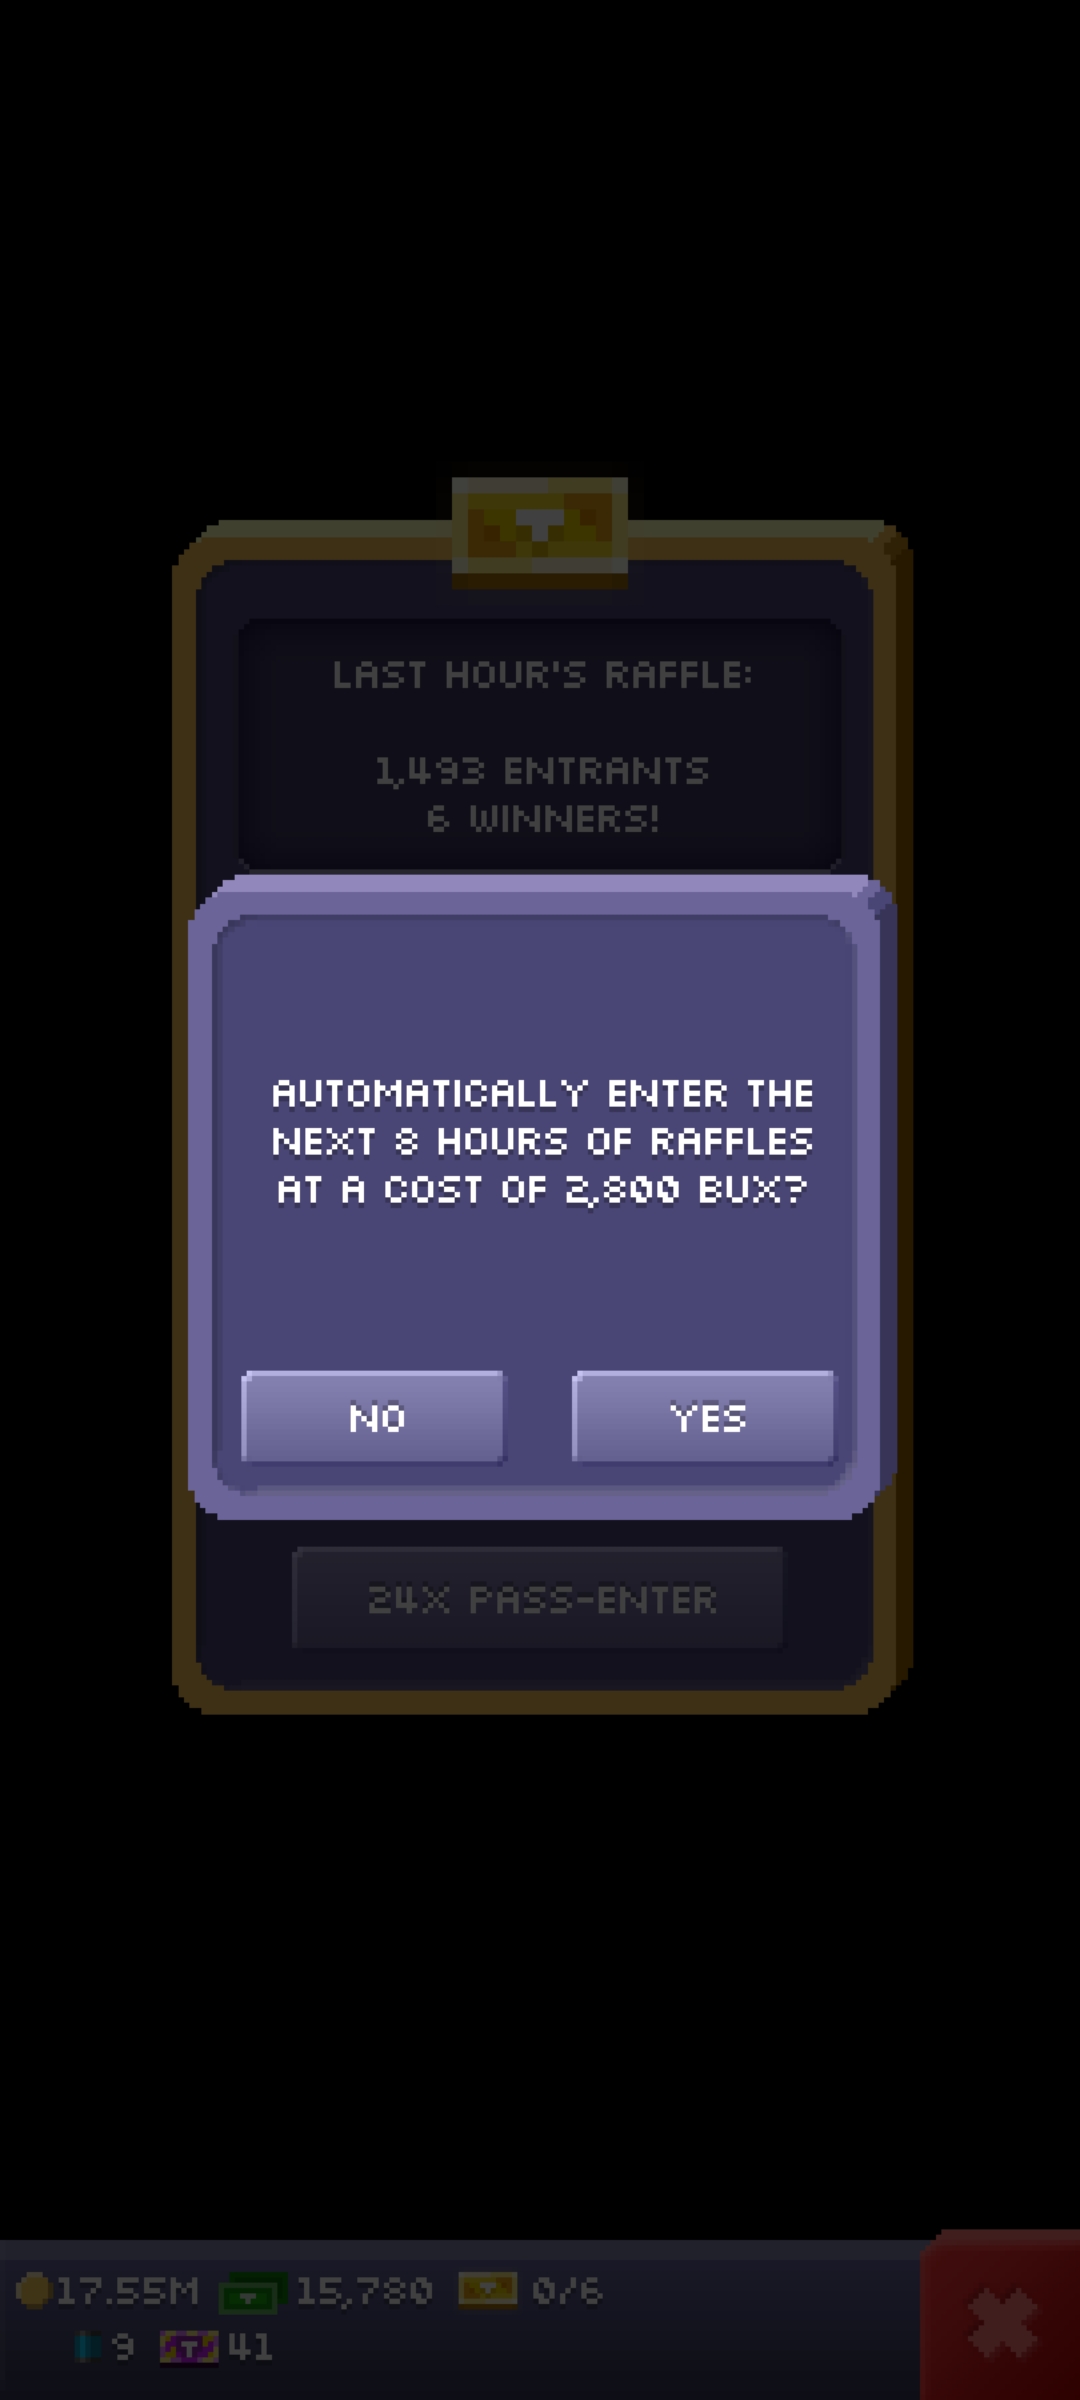 LAST HOUR'S RAFFLE:
1,493 ENTRANTS
6 WINNERS!
AUTOMATICALLY ENTER THE
NEXT 8 HOURS OF RAFFLES
AT A COST OF 2,800 BUX?
NO YES
24X PASS-ENTER
17.55M 15,780 0/6
9 41